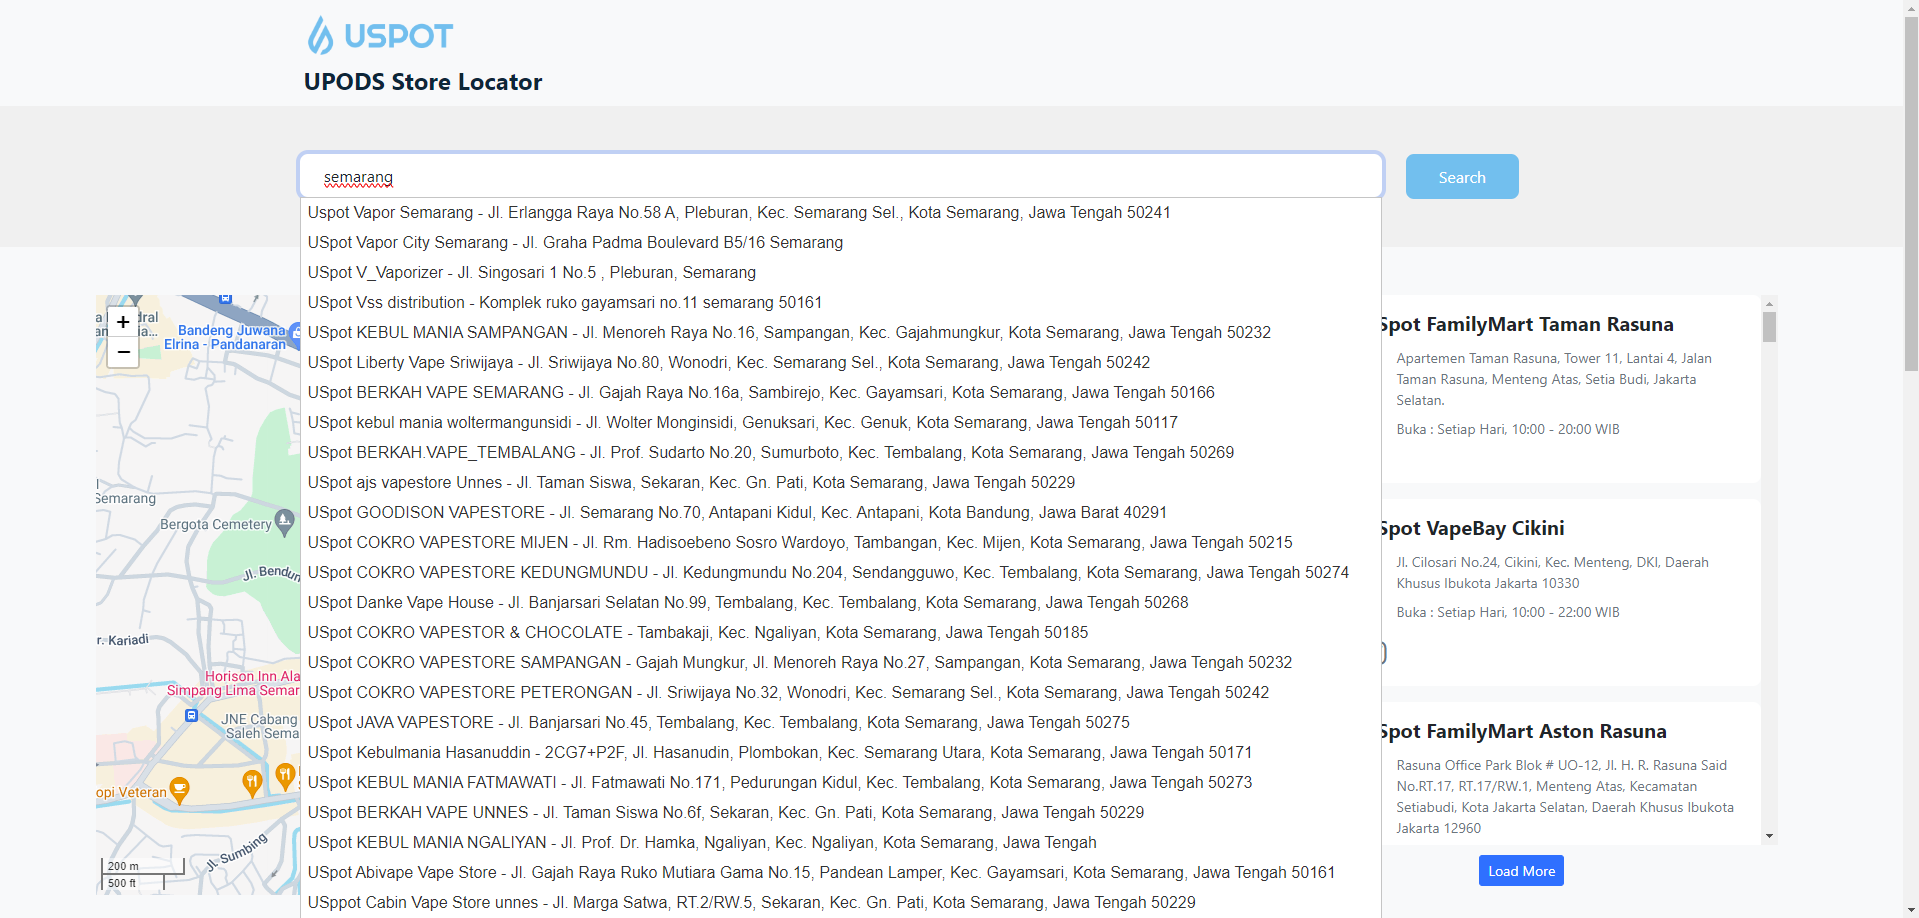 USPOT
UPODS Store Locator
semarang
Search
Uspot Vapor Semarang - Jl. Erlangga Raya No.58 A, Pleburan, Kec. Semarang Sel., Kota Semarang, Jawa Tengah 50241
USpot Vapor City Semarang - Jl. Graha Padma Boulevard B5/16 Semarang
USpot V_Vaporizer - Jl. Singosari 1 No.5 , Pleburan, Semarang
USpot Vss distribution - Komplek ruko gayamsari no.11 semarang 50161
USpot KEBUL MANIA SAMPANGAN - Jl. Menoreh Raya No.16, Sampangan, Kec. Gajahmungkur, Kota Semarang, Jawa Tengah 50232
USpot Liberty Vape Sriwijaya - Jl. Sriwijaya No.80, Wonodri, Kec. Semarang Sel., Kota Semarang, Jawa Tengah 50242
USpot BERKAH VAPE SEMARANG - Jl. Gajah Raya No.16a, Sambirejo, Kec. Gayamsari, Kota Semarang, Jawa Tengah 50166
USpot kebul mania woltermangunsidi - Jl. Wolter Monginsidi, Genuksari, Kec. Genuk, Kota Semarang, Jawa Tengah 50117
USpot BERKAH.VAPE_TEMBALANG - Jl. Prof. Sudarto No.20, Sumurboto, Kec. Tembalang, Kota Semarang, Jawa Tengah 50269
USpot ajs vapestore Unnes - Jl. Taman Siswa, Sekaran, Kec. Gn. Pati, Kota Semarang, Jawa Tengah 50229
USpot GOODISON VAPESTORE - Jl. Semarang No.70, Antapani Kidul, Kec. Antapani, Kota Bandung, Jawa Barat 40291
USpot COKRO VAPESTORE MIJEN - Jl. Rm. Hadisoebeno Sosro Wardoyo, Tambangan, Kec. Mijen, Kota Semarang, Jawa Tengah 50215
USpot COKRO VAPESTORE KEDUNGMUNDU - Jl. Kedungmundu No.204, Sendangguwo, Kec. Tembalang, Kota Semarang, Jawa Tengah 50274
USpot Danke Vape House - Jl. Banjarsari Selatan No.99, Tembalang, Kec. Tembalang, Kota Semarang, Jawa Tengah 50268
USpot COKRO VAPESTOR & CHOCOLATE - Tambakaji, Kec. Ngaliyan, Kota Semarang, Jawa Tengah 50185
USpot COKRO VAPESTORE SAMPANGAN - Gajah Mungkur, Jl. Menoreh Raya No.27, Sampangan, Kota Semarang, Jawa Tengah 50232
USpot COKRO VAPESTORE PETERONGAN - Jl. Sriwijaya No.32, Wonodri, Kec. Semarang Sel., Kota Semarang, Jawa Tengah 50242
USpot JAVA VAPESTORE - Jl. Banjarsari No.45, Tembalang, Kec. Tembalang, Kota Semarang, Jawa Tengah 50275
USpot Kebulmania Hasanuddin - 2CG7+P2F, Jl. Hasanudin, Plombokan, Kec. Semarang Utara, Kota Semarang, Jawa Tengah 50171
USpot KEBUL MANIA FATMAWATI - Jl. Fatmawati No.171, Pedurungan Kidul, Kec. Tembalang, Kota Semarang, Jawa Tengah 50273
USpot BERKAH VAPE UNNES - Jl. Taman Siswa No.6f, Sekaran, Kec. Gn. Pati, Kota Semarang, Jawa Tengah 50229
USpot KEBUL MANIA NGALIYAN - Jl. Prof. Dr. Hamka, Ngaliyan, Kec. Ngaliyan, Kota Semarang, Jawa Tengah
USpot Abivape Vape Store - Jl. Gajah Raya Ruko Mutiara Gama No.15, Pandean Lamper, Kec. Gayamsari, Kota Semarang, Jawa Tengah 50161
USppot Cabin Vape Store unnes - Jl. Marga Satwa, RT.2/RW.5, Sekaran, Kec. Gn. Pati, Kota Semarang, Jawa Tengah 50229
+
−
Bandeng Juwana
Elrina - Pandanaran
Semarang
Bergota Cemetery
Jl. Bendun
r. Kariadi
Horison Inn Ala
Simpang Lima Semar
JNE Cabang
Saleh Sema
opi Veteran
Jl. Sumbing
200 m
500 ft
Spot FamilyMart Taman Rasuna
Apartemen Taman Rasuna, Tower 11, Lantai 4, Jalan
Taman Rasuna, Menteng Atas, Setia Budi, Jakarta
Selatan.
Buka : Setiap Hari, 10:00 - 20:00 WIB
Spot VapeBay Cikini
Jl. Cilosari No.24, Cikini, Kec. Menteng, DKI, Daerah
Khusus Ibukota Jakarta 10330
Buka : Setiap Hari, 10:00 - 22:00 WIB
Spot FamilyMart Aston Rasuna
Rasuna Office Park Blok # UO-12, Jl. H. R. Rasuna Said
No.RT.17, RT.17/RW.1, Menteng Atas, Kecamatan
Setiabudi, Kota Jakarta Selatan, Daerah Khusus Ibukota
Jakarta 12960
Load More